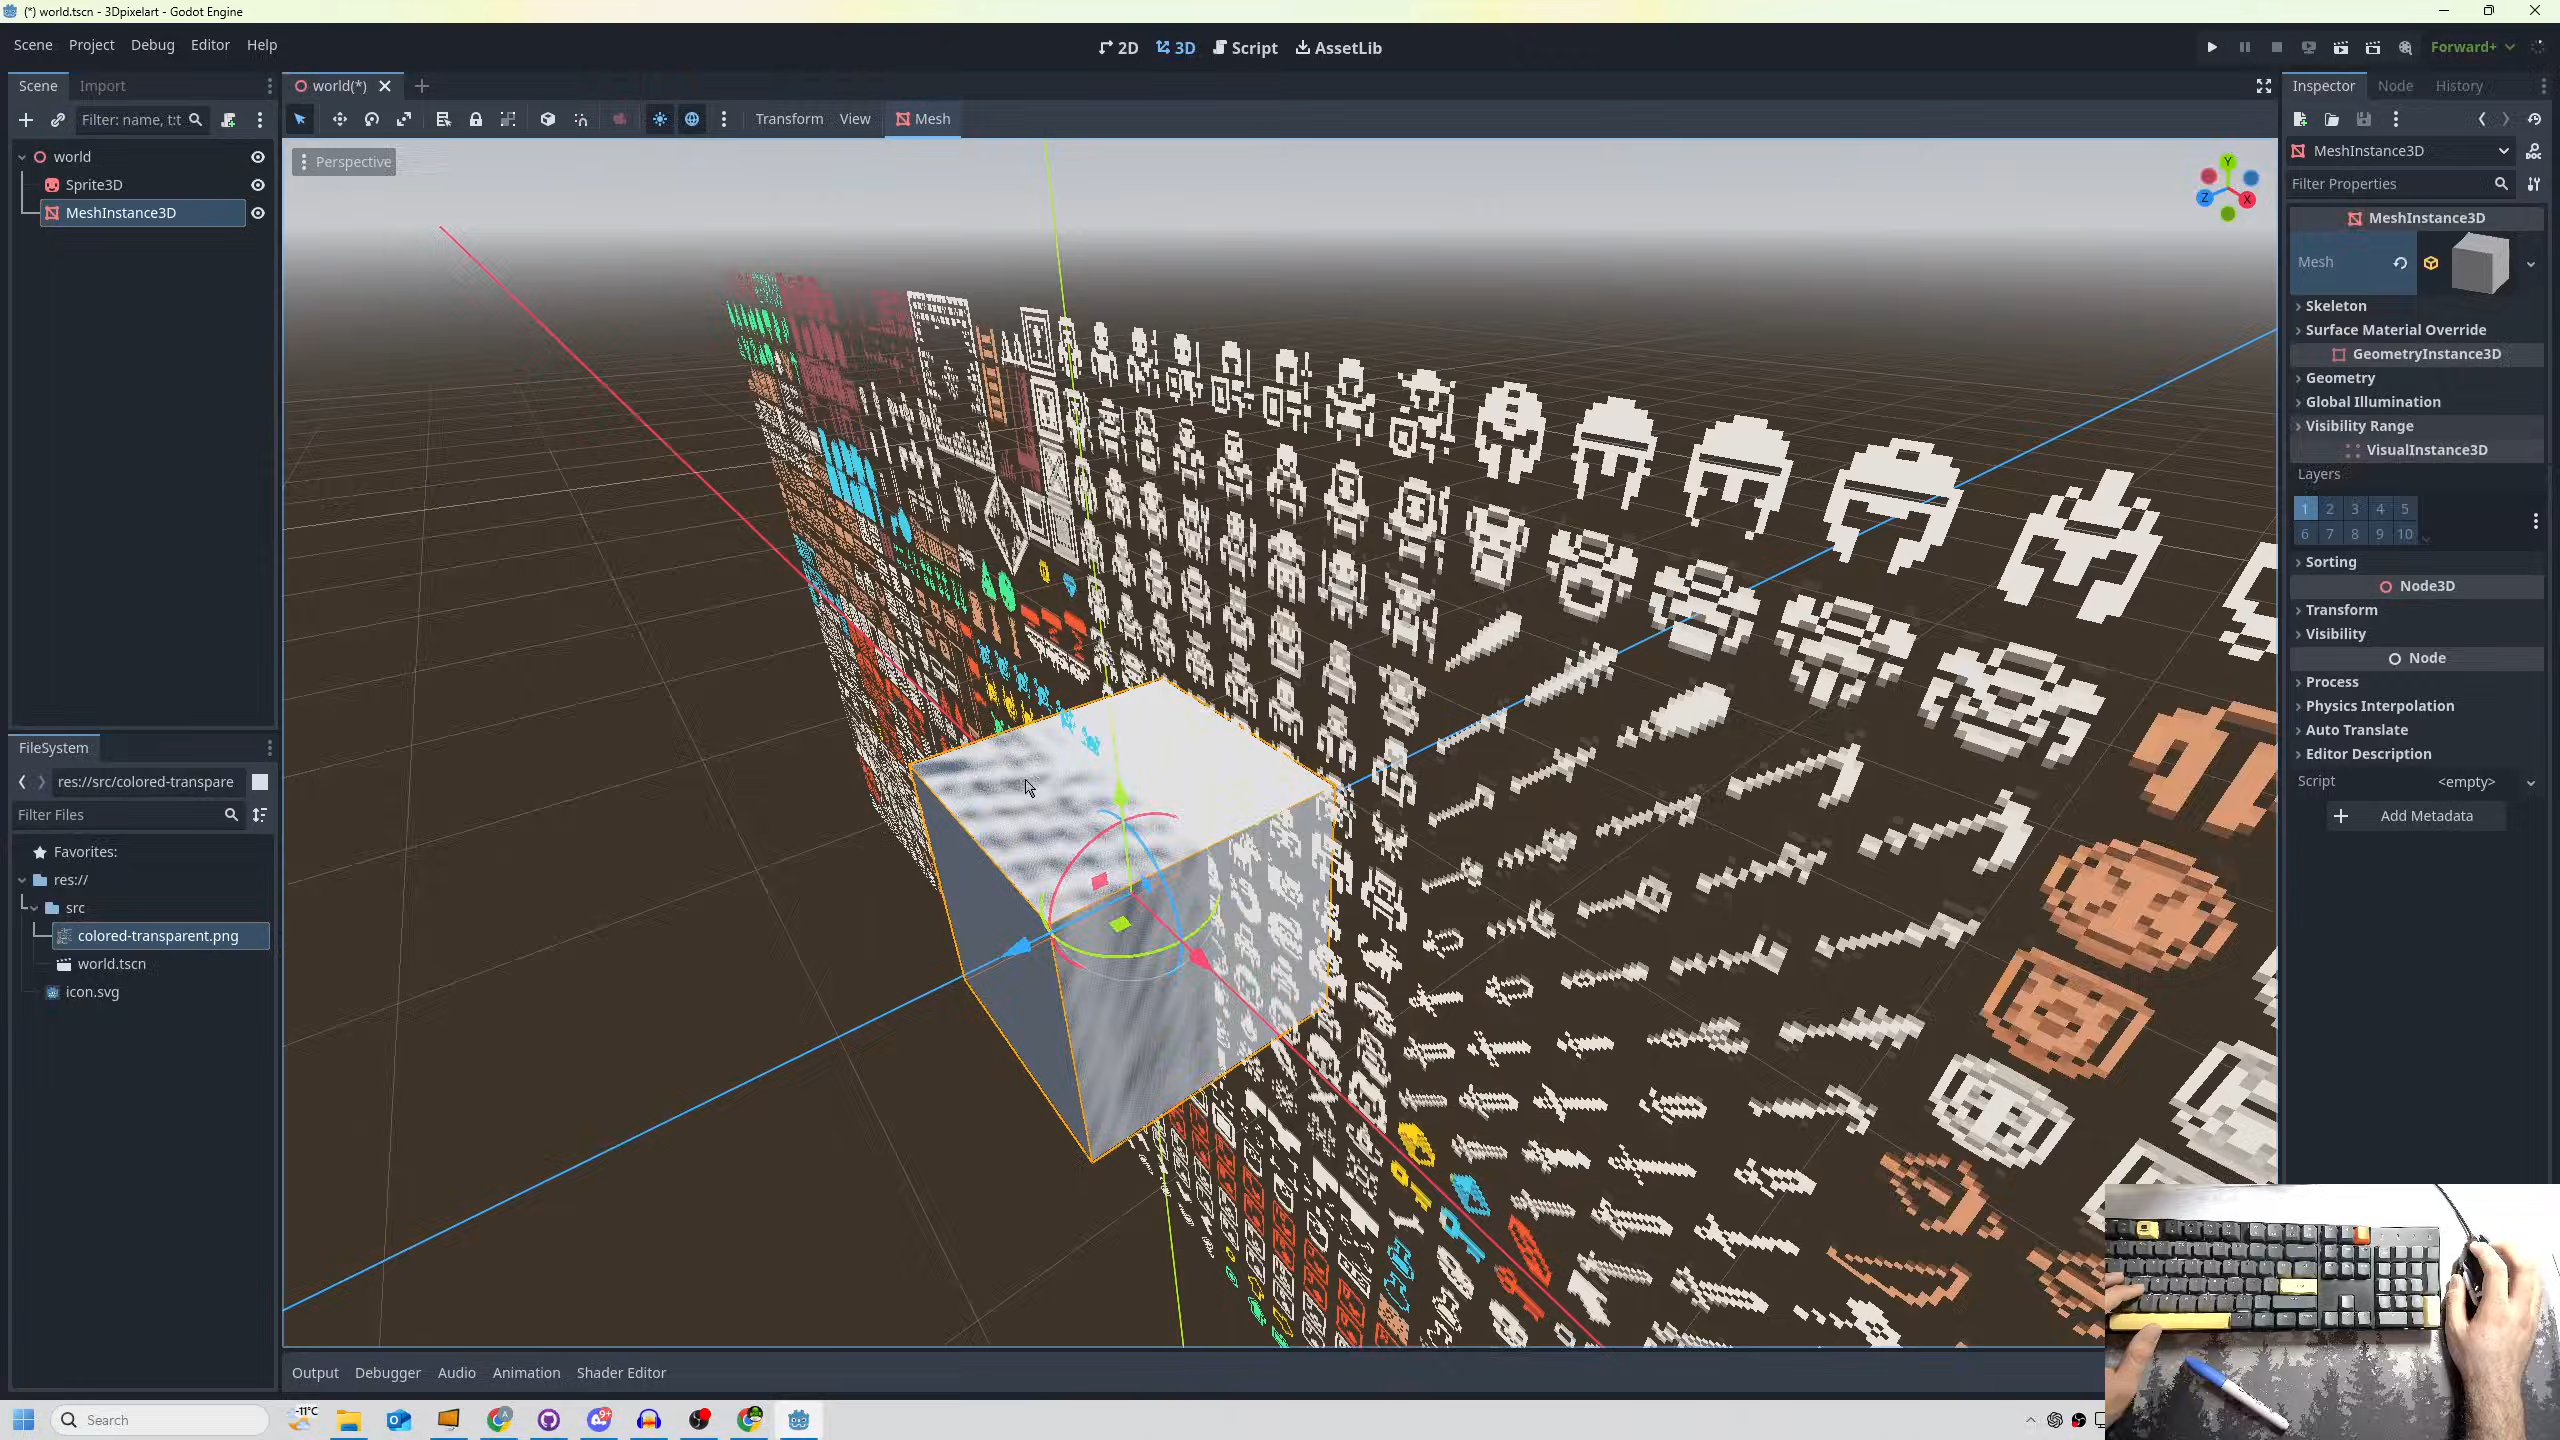 (*) world.tscn - 3Dpixelart - Godot Engine
Scene Project Debug Editor Help
2D 3D Script AssetLib
Forward+
Scene Import
world(*)
Inspector Node History
Filter: name, t:t
Transform View Mesh
world
Sprite3D
MeshInstance3D
Perspective
Y
Z
X
MeshInstance3D
Filter Properties
MeshInstance3D
Mesh
Skeleton
Surface Material Override
GeometryInstance3D
Geometry
Global Illumination
Visibility Range
VisualInstance3D
Layers
1 2 3 4 5
6 7 8 9 10
Sorting
Node3D
Transform
Visibility
Node
Process
Physics Interpolation
Auto Translate
Editor Description
Script <empty>
Add Metadata
FileSystem
res://src/colored-transpare
Filter Files
Favorites:
res://
src
colored-transparent.png
world.tscn
icon.svg
Output Debugger Audio Animation Shader Editor
Search
-11°C
9+